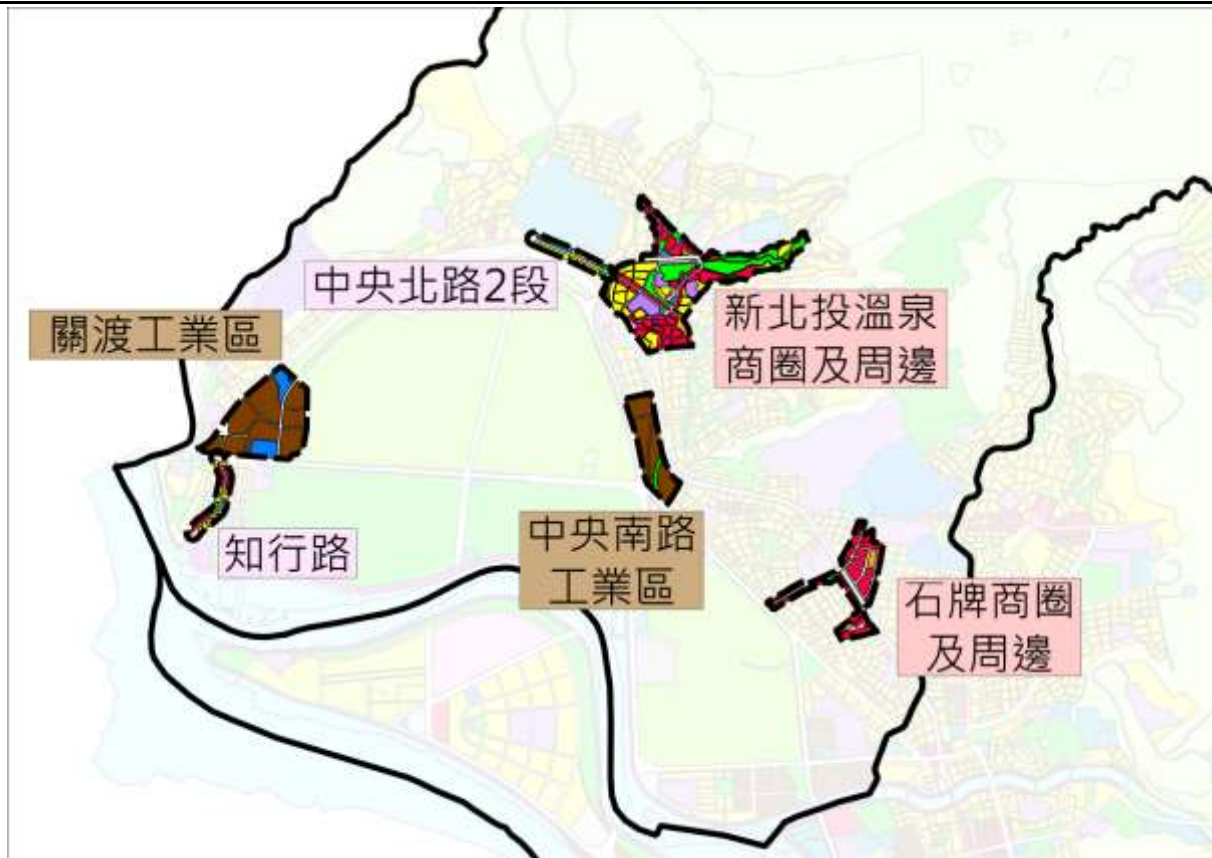 中央北路2段
關渡工業區
新北投溫泉
商圈及周邊
知行路
中央南路
工業區
石牌商圈
及周邊